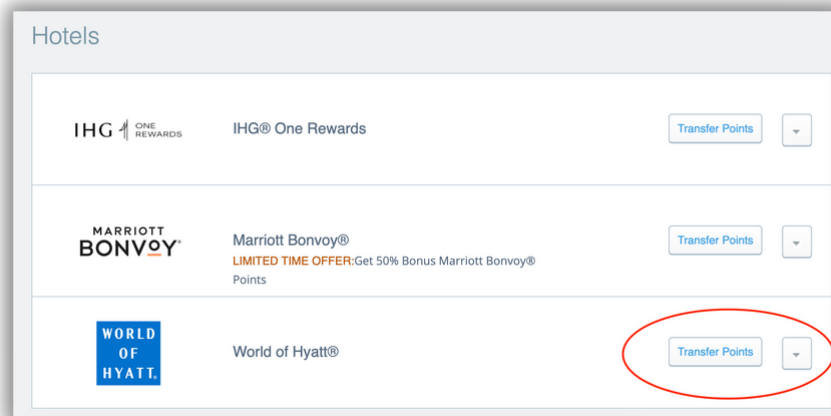 Hotels
IHG ONE REWARDS
IHG® One Rewards
Transfer Points
MARRIOTT
BONVOY®
Marriott Bonvoy®
LIMITED TIME OFFER:Get 50% Bonus Marriott Bonvoy®
Points
Transfer Points
WORLD
OF
HYATT.
World of Hyatt®
Transfer Points